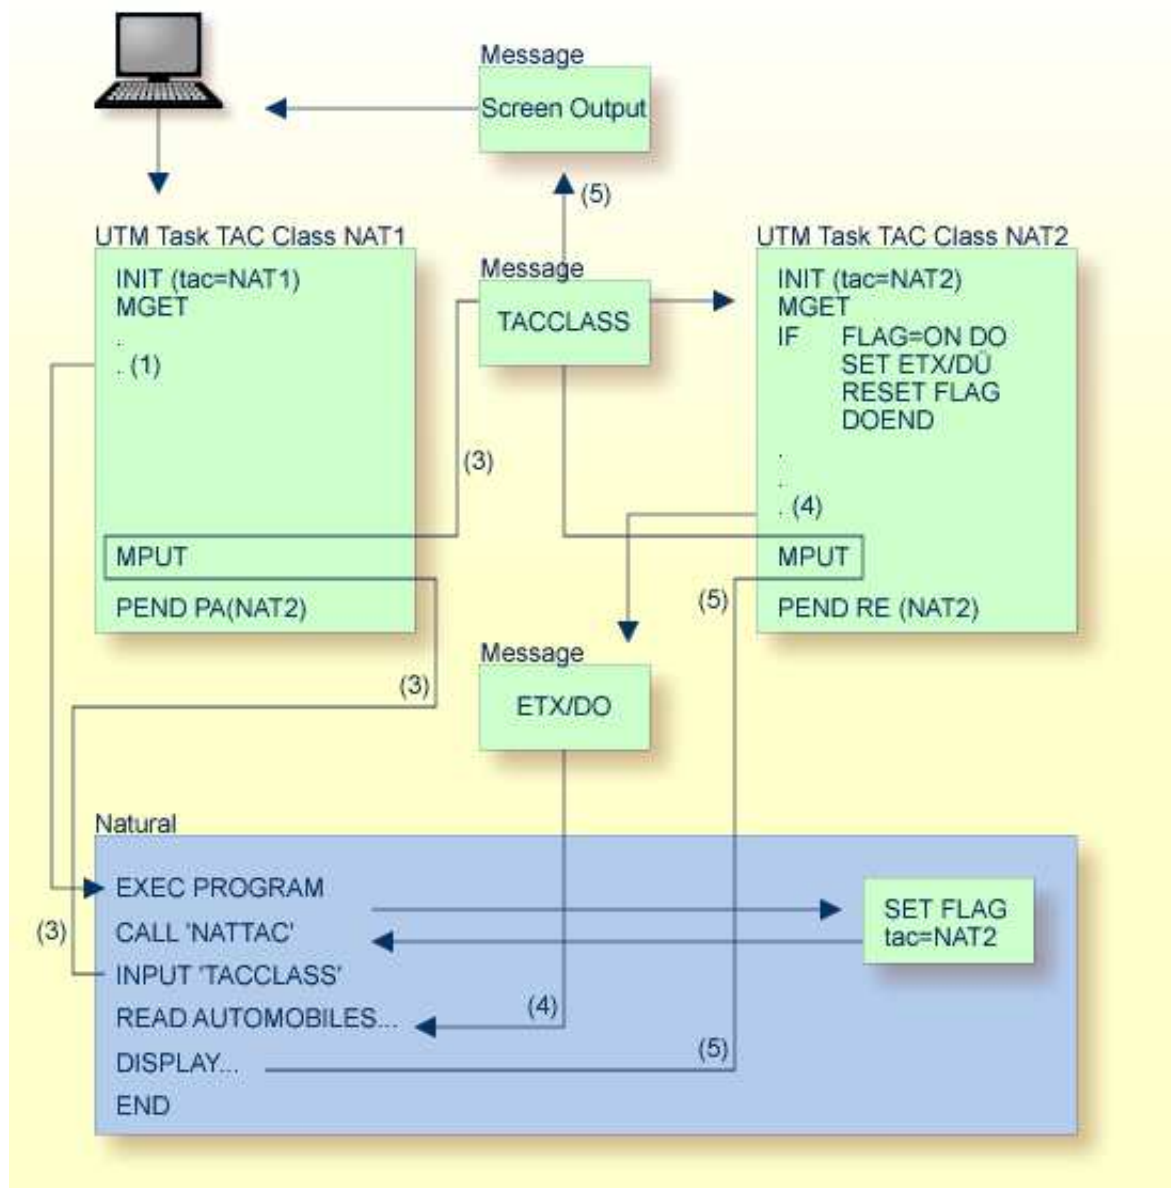 Message
Screen Output
(5)
UTM Task TAC Class NAT1
INIT (tac=NAT1)
MGET
.
. (1)
MPUT
PEND PA(NAT2)
Message
TACCLASS
(3)
UTM Task TAC Class NAT2
INIT (tac=NAT2)
MGET
IF FLAG=ON DO
SET ETX/DÜ
RESET FLAG
DOEND
.
.
. (4)
MPUT
PEND RE (NAT2)
(5)
(3)
Message
ETX/DO
Natural
EXEC PROGRAM
CALL 'NATTAC'
INPUT 'TACCLASS'
READ AUTOMOBILES...
DISPLAY...
END
(3)
(4)
(5)
SET FLAG
tac=NAT2